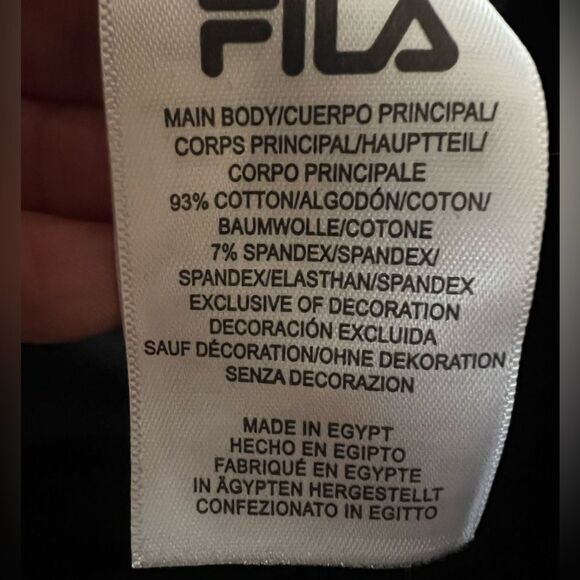 FILA
MAIN BODY/CUERPO PRINCIPAL/
CORPS PRINCIPAL/HAUPTTEIL/
CORPO PRINCIPALE
93% COTTON/ALGODÓN/COTON/
BAUMWOLLE/COTONE
7% SPANDEX/SPANDEX/
SPANDEX/ELASTHAN/SPANDEX
EXCLUSIVE OF DECORATION
DECORACIÓN EXCLUIDA
SAUF DÉCORATION/OHNE DEKORATION
SENZA DECORAZION
MADE IN EGYPT
HECHO EN EGIPTO
FABRIQUÉ EN EGYPTE
IN ÄGYPTEN HERGESTELLT
CONFEZIONATO IN EGITTO